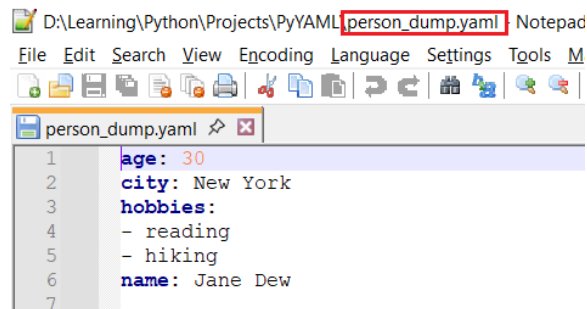 D:\Learning\Python\Projects\PyYAML\person_dump.yaml - Notepad
File Edit Search View Encoding Language Settings Tools
person_dump.yaml
1 age: 30
2 city: New York
3 hobbies:
4 - reading
5 - hiking
6 name: Jane Dew
7